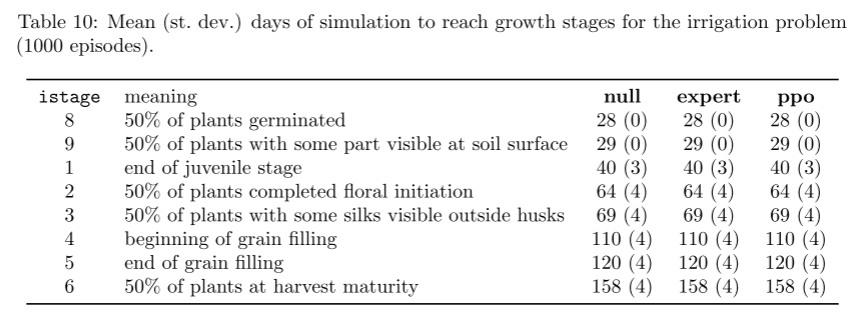 Table 10: Mean (st. dev.) days of simulation to reach growth stages for the irrigation problem
(1000 episodes).
istage meaning null expert ppo
8 50% of plants germinated 28 (0) 28 (0) 28 (0)
9 50% of plants with some part visible at soil surface 29 (0) 29 (0) 29 (0)
1 end of juvenile stage 40 (3) 40 (3) 40 (3)
2 50% of plants completed floral initiation 64 (4) 64 (4) 64 (4)
3 50% of plants with some silks visible outside husks 69 (4) 69 (4) 69 (4)
4 beginning of grain filling 110 (4) 110 (4) 110 (4)
5 end of grain filling 120 (4) 120 (4) 120 (4)
6 50% of plants at harvest maturity 158 (4) 158 (4) 158 (4)